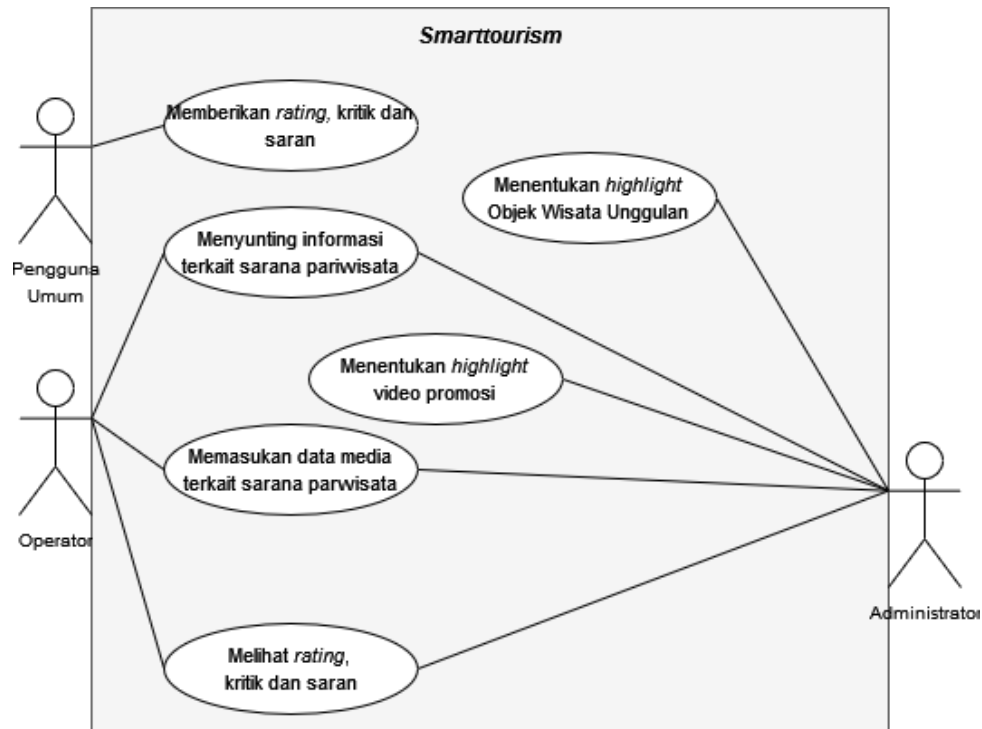 Smarttourism
Memberikan rating, kritik dan
saran
Menentukan highlight
Objek Wisata Unggulan
Menyunting informasi
terkait sarana pariwisata
Pengguna
Umum
Menentukan highlight
video promosi
Memasukan data media
terkait sarana parwisata
Operator
Administrator
Melihat rating,
kritik dan saran